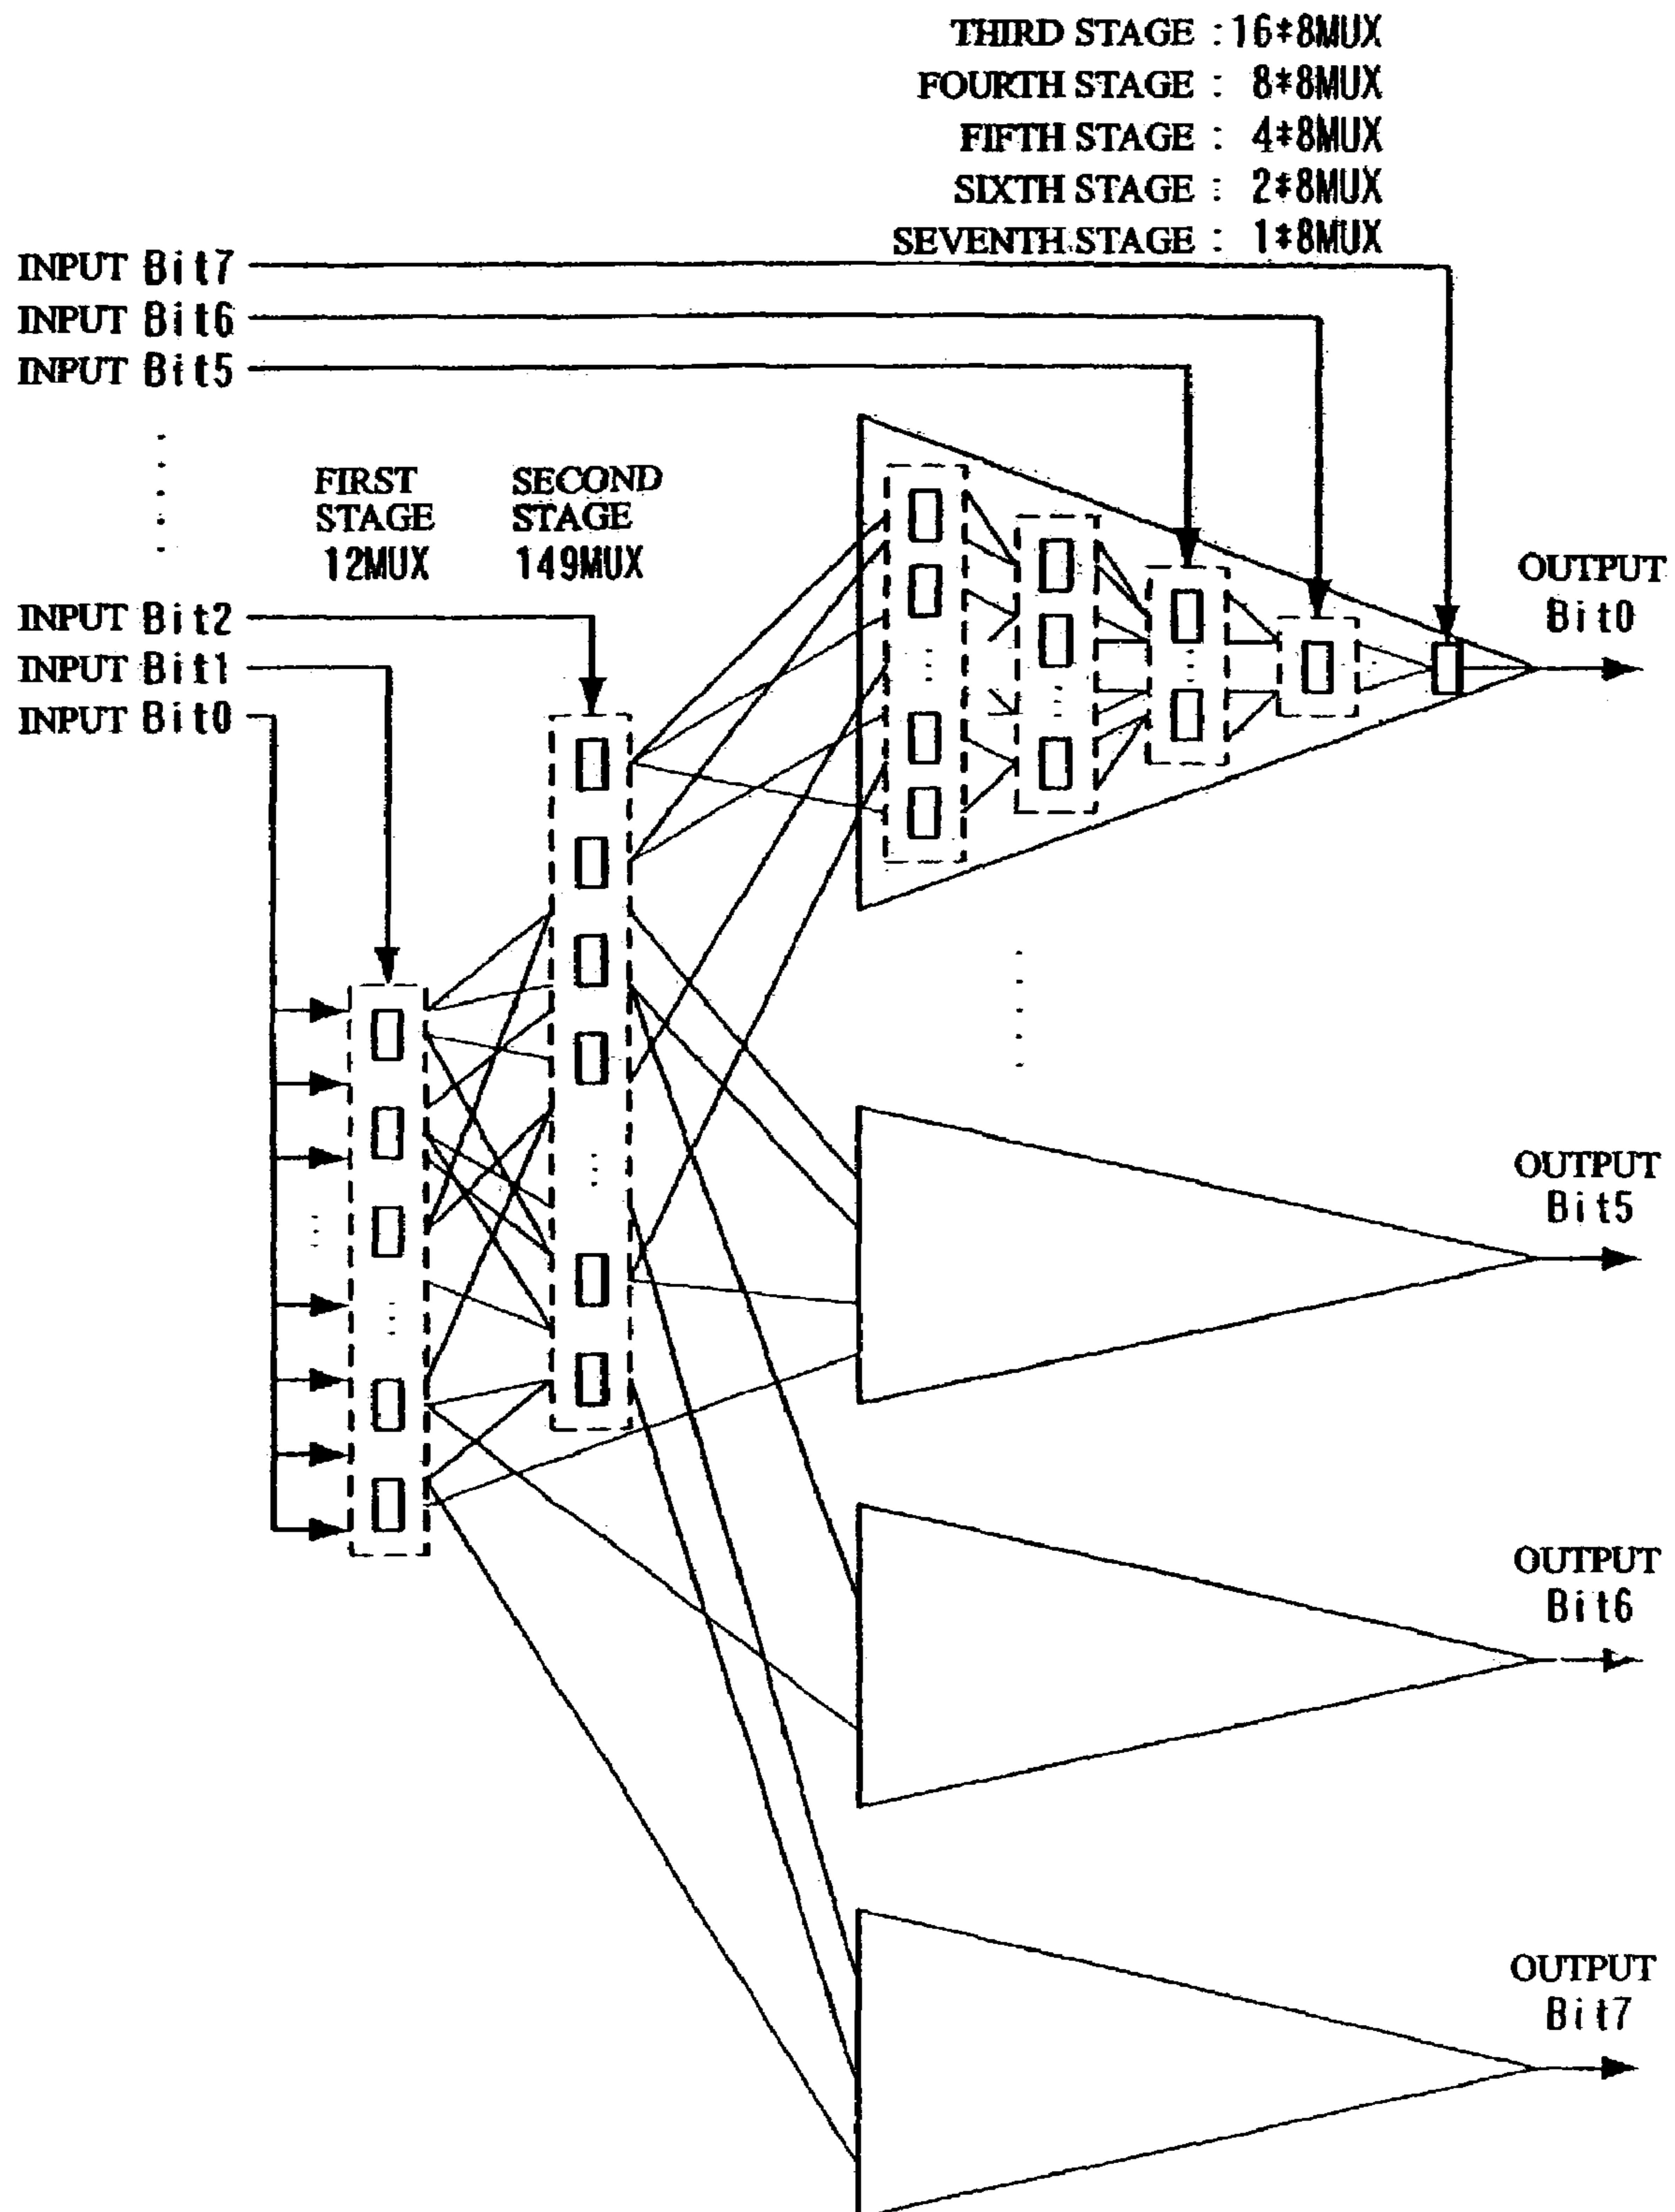 THIRD STAGE : 16*8MUX
FOURTH STAGE : 8*8MUX
FIFTH STAGE : 4*8MUX
SIXTH STAGE : 2*8MUX
SEVENTH STAGE : 1*8MUX
INPUT Bit7
INPUT Bit6
INPUT Bit5
FIRST STAGE 12MUX
SECOND STAGE 149MUX
INPUT Bit2
INPUT Bit1
INPUT Bit0
OUTPUT Bit0
OUTPUT Bit5
OUTPUT Bit6
OUTPUT Bit7